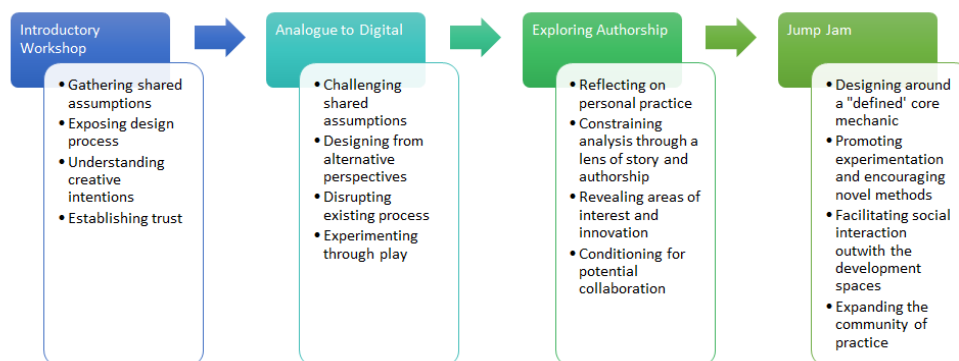 Introductory
Workshop
• Gathering shared
assumptions
• Exposing design
process
• Understanding
creative
intentions
• Establishing trust
Analogue to Digital
• Challenging
shared
assumptions
• Designing from
alternative
perspectives
• Disrupting
existing process
• Experimenting
through play
Exploring Authorship
• Reflecting on
personal practice
• Constraining
analysis through a
lens of story and
authorship
• Revealing areas of
interest and
innovation
• Conditioning for
potential
collaboration
Jump Jam
• Designing around
a "defined' core
mechanic
• Promoting
experimentation
and encouraging
novel methods
• Facilitating social
interaction
outwith the
development
spaces
• Expanding the
community of
practice